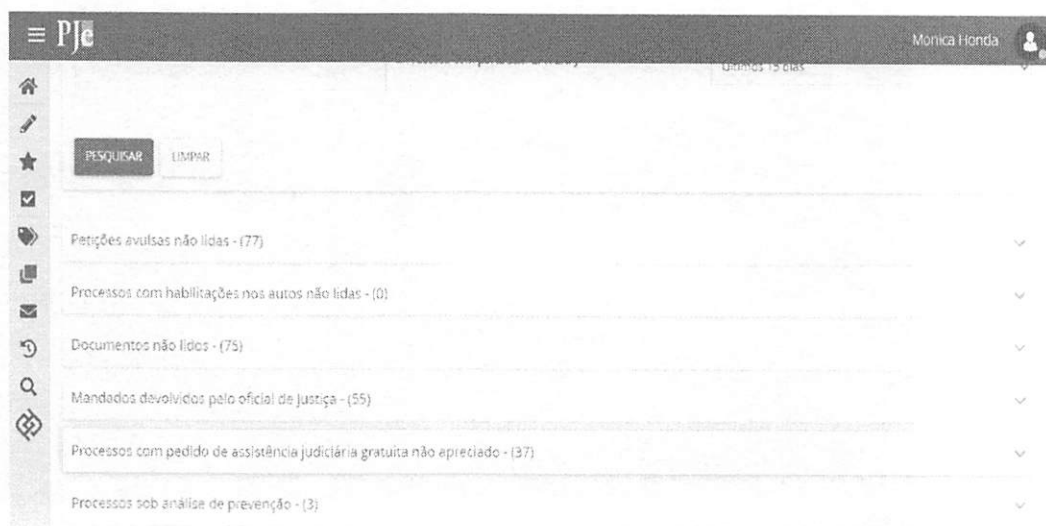 PJe
Monica Honda
Últimos 15 dias
PESQUISAR LIMPAR
Petições avulsas não lidas - (77)
Processos com habilitações nos autos não lidas - (0)
Documentos não lidos - (75)
Mandados devolvidos pelo oficial de justiça - (55)
Processos com pedido de assistência judiciária gratuita não apreciado - (37)
Processos sob análise de prevenção - (3)